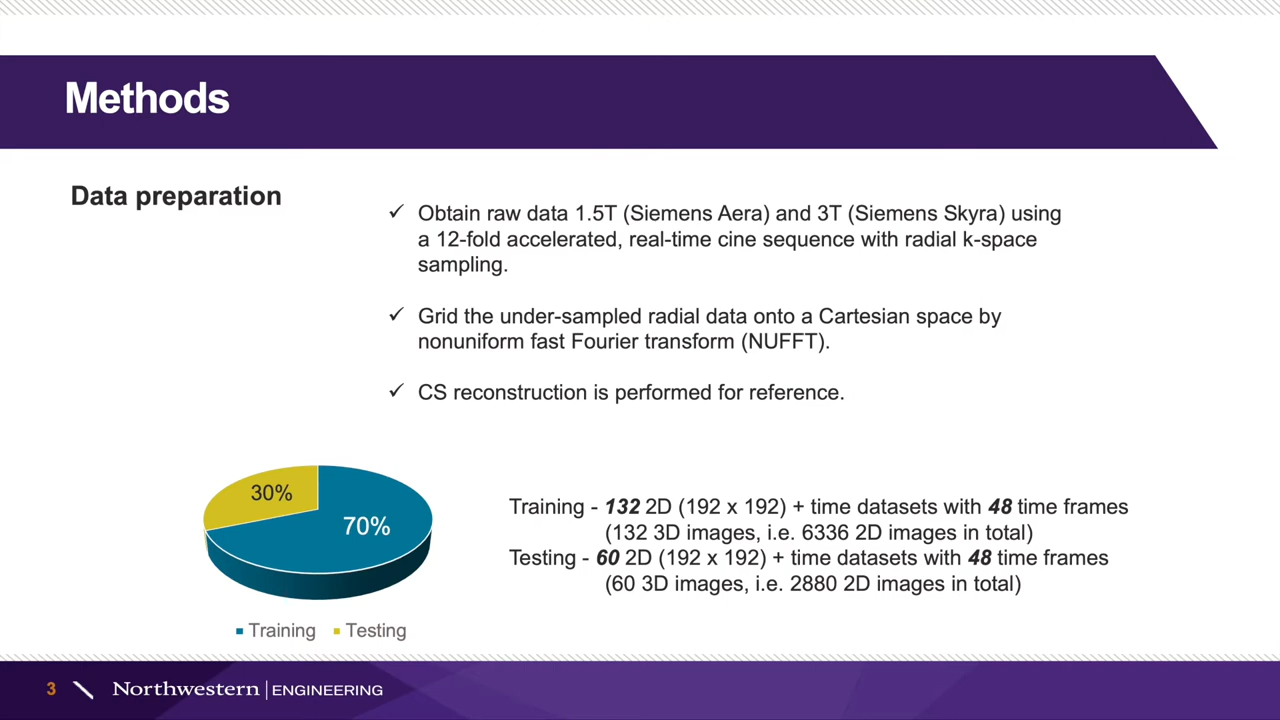 Methods
Data preparation
✓ Obtain raw data 1.5T (Siemens Aera) and 3T (Siemens Skyra) using
a 12-fold accelerated, real-time cine sequence with radial k-space
sampling.
✓ Grid the under-sampled radial data onto a Cartesian space by
nonuniform fast Fourier transform (NUFFT).
✓ CS reconstruction is performed for reference.
30%
70%
Training Testing
Training - 132 2D (192 x 192) + time datasets with 48 time frames
(132 3D images, i.e. 6336 2D images in total)
Testing - 60 2D (192 x 192) + time datasets with 48 time frames
(60 3D images, i.e. 2880 2D images in total)
3 Northwestern | ENGINEERING